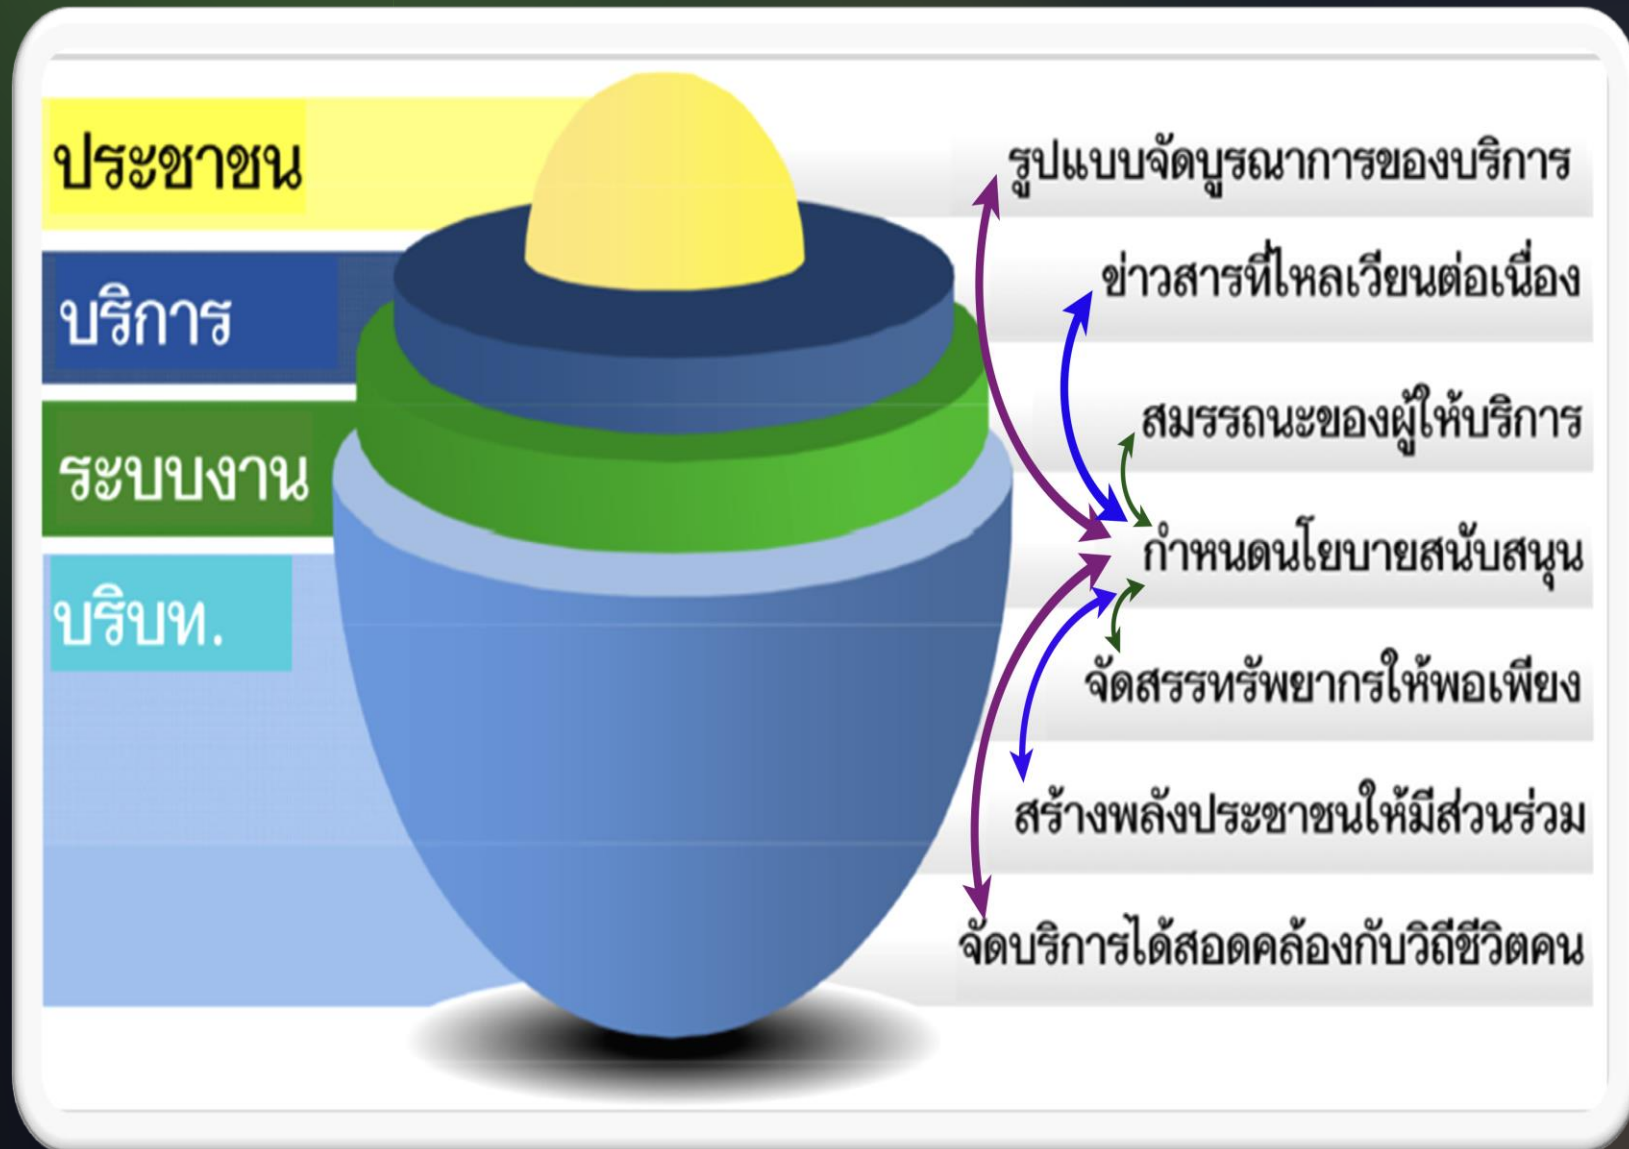 ประชาชน
บริการ
ระบบงาน
บริบท.
รูปแบบจัดบูรณาการของบริการ
ข่าวสารที่ไหลเวียนต่อเนื่อง
สมรรถนะของผู้ให้บริการ
กำหนดนโยบายสนับสนุน
จัดสรรทรัพยากรให้พอเพียง
สร้างพลังประชาชนให้มีส่วนร่วม
จัดบริการได้สอดคล้องกับวิถีชีวิตคน